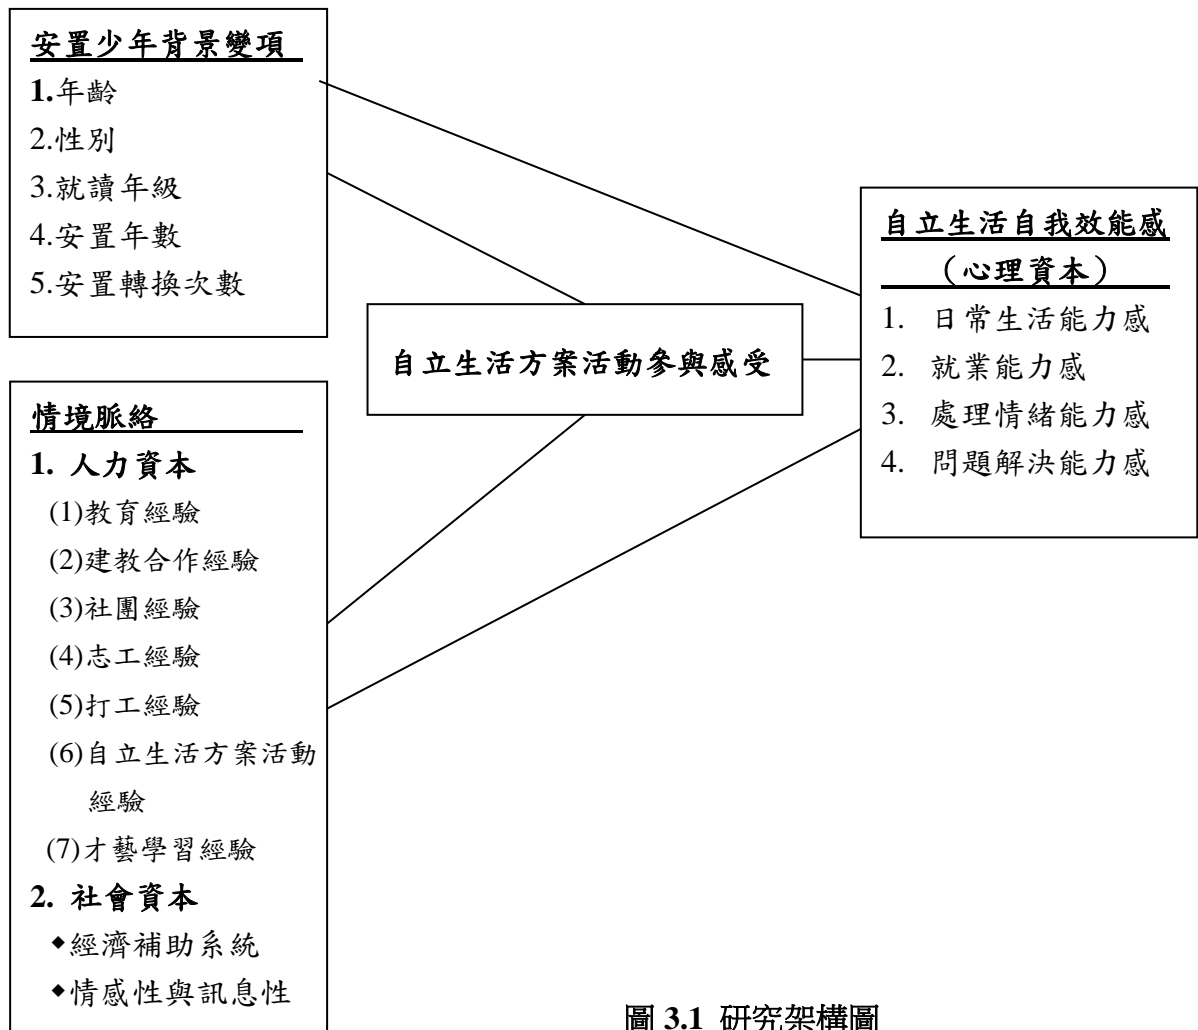 安置少年背景變項
1.年齡
2.性別
3.就讀年級
4.安置年數
5.安置轉換次數
情境脈絡
1. 人力資本
(1)教育經驗
(2)建教合作經驗
(3)社團經驗
(4)志工經驗
(5)打工經驗
(6)自立生活方案活動
經驗
(7)才藝學習經驗
2. 社會資本
◆經濟補助系統
◆情感性與訊息性
自立生活方案活動參與感受
自立生活自我效能感
（心理資本）
1. 日常生活能力感
2. 就業能力感
3. 處理情緒能力感
4. 問題解決能力感
圖 3.1 研究架構圖